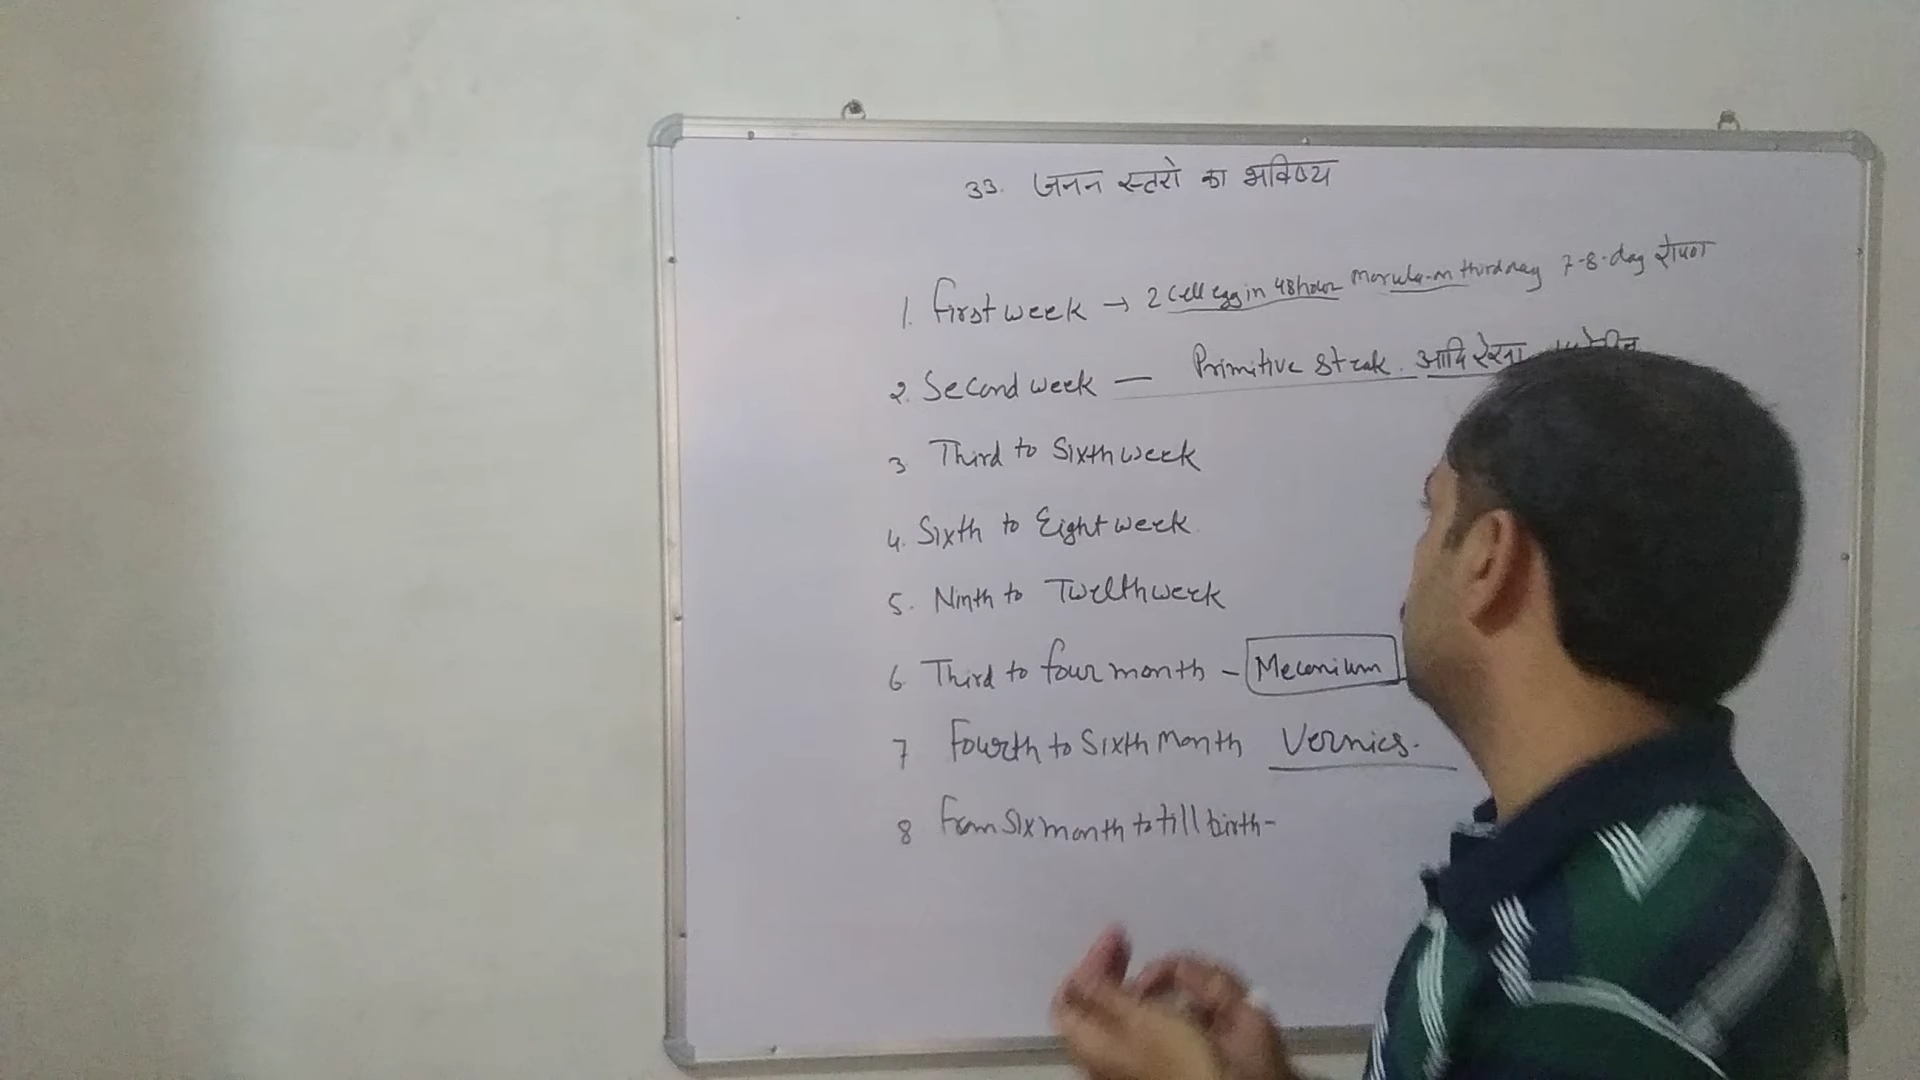 33. जनन स्तरो का भविष्य
1. First week → 2 cell egg in 48 hour Morula-on third day 7-8-day रोपण
2. Second week — Primitive Streak. आदि रेखा
3 Third to Sixth week
4. Sixth to Eight week
5. Ninth to Twelth week
6 Third to four month - Meconium
7 Fourth to Sixth Month Vernics.
8 From Six month to till birth-